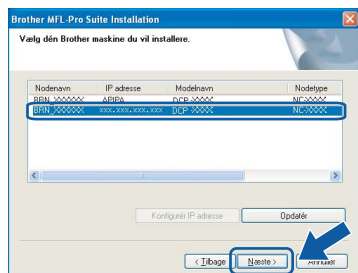 Brother MFL-Pro Suite Installation
Vælg dén Brother maskine du vil installere.
Nodenavn IP adresse Modelnavn Nodetype
BRN_XXXXXX APIPA DCP-XXXX NC-XXXX
BRN_XXXXXX xxx.xxx.xxx.xxx DCP-XXXX NC-XXXX
Konfigurér IP adresse Opdatér
< Tilbage Næste > Annuller